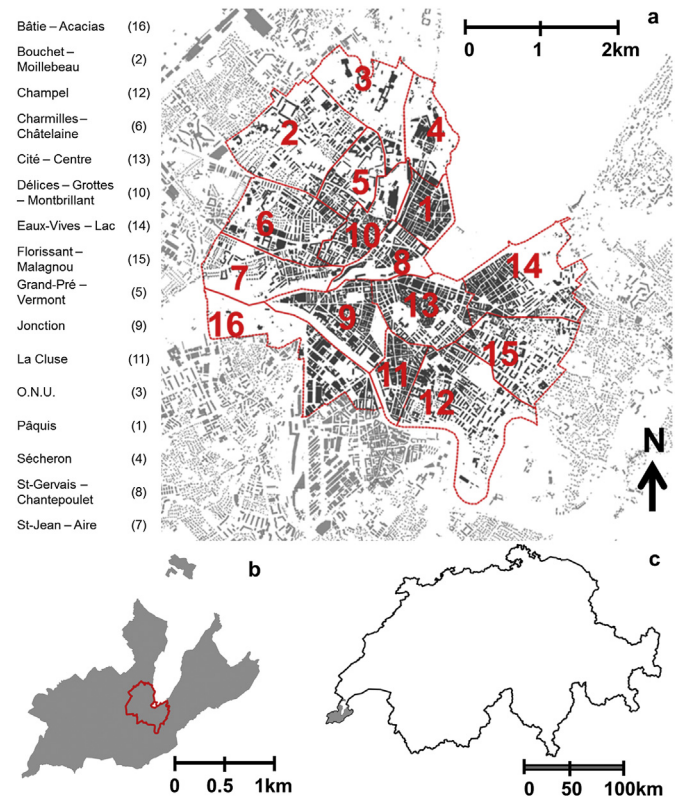 Bâtie – Acacias (16)
Bouchet –
Moillebeau (2)
Champel (12)
Charmilles–
Châtelaine (6)
Cité – Centre (13)
Délices – Grottes
– Montbrillant (10)
Eaux-Vives – Lac (14)
Florissant –
Malagnou (15)
Grand-Pré –
Vermont (5)
Jonction (9)
La Cluse (11)
O.N.U. (3)
Pâquis (1)
Sécheron (4)
St-Gervais –
Chantepoulet (8)
St-Jean – Aire (7)
a
0 1 2km
3
2
4
5
1
6
10
8
7
14
13
16
9
15
11
12
N
b
0 0.5 1km
c
0 50 100km